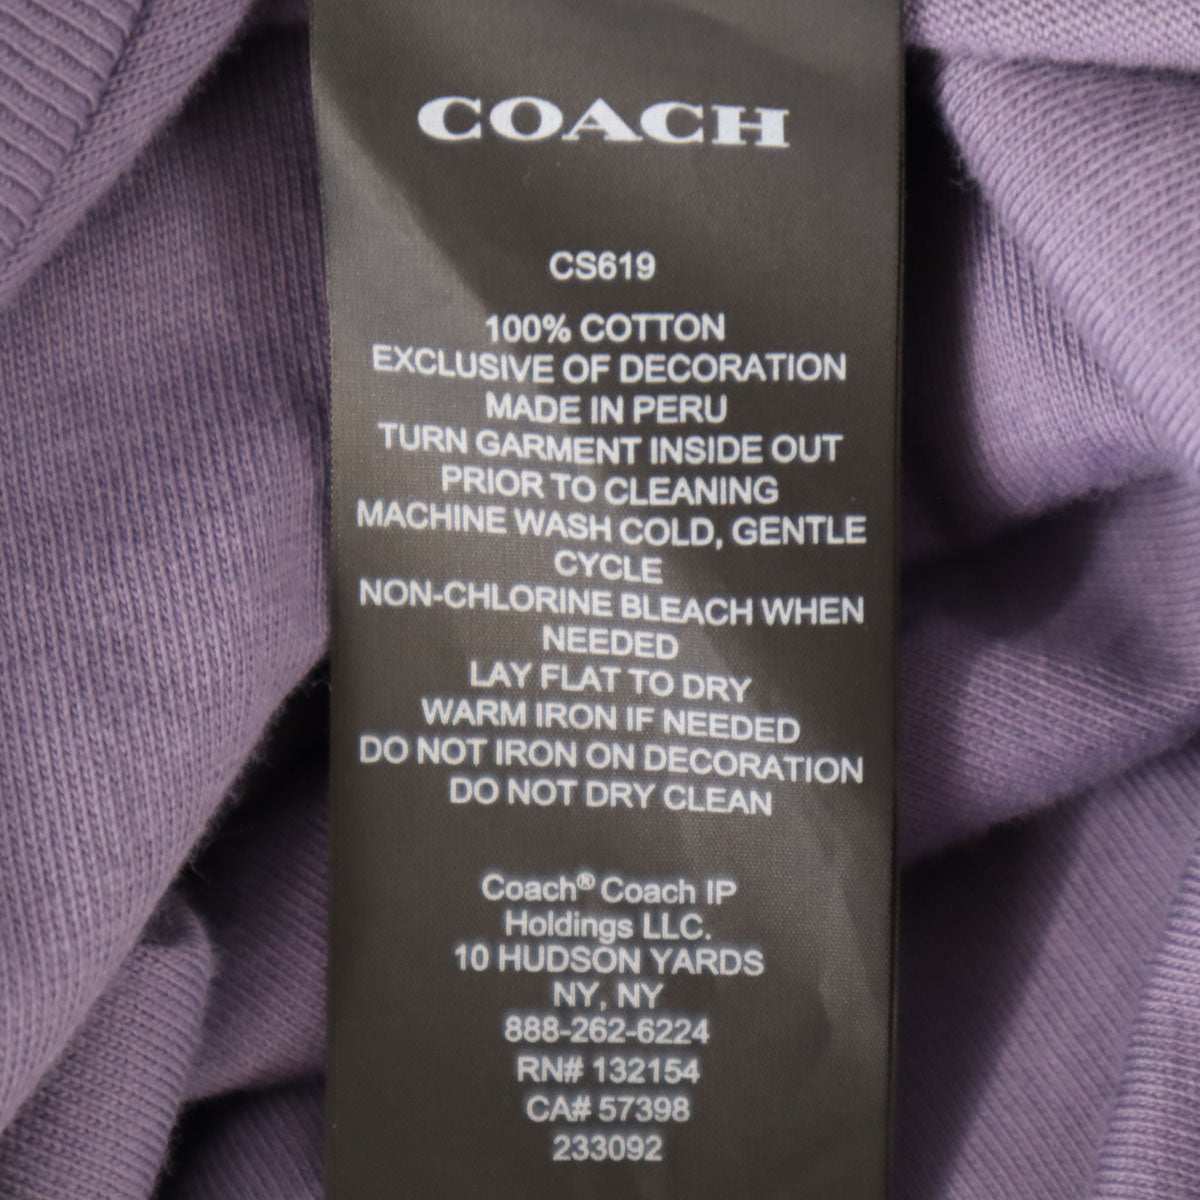 COACH
CS619
100% COTTON
EXCLUSIVE OF DECORATION
MADE IN PERU
TURN GARMENT INSIDE OUT
PRIOR TO CLEANING
MACHINE WASH COLD, GENTLE
CYCLE
NON-CHLORINE BLEACH WHEN
NEEDED
LAY FLAT TO DRY
WARM IRON IF NEEDED
DO NOT IRON ON DECORATION
DO NOT DRY CLEAN
Coach® Coach IP
Holdings LLC.
10 HUDSON YARDS
NY, NY
888-262-6224
RN# 132154
CA# 57398
233092